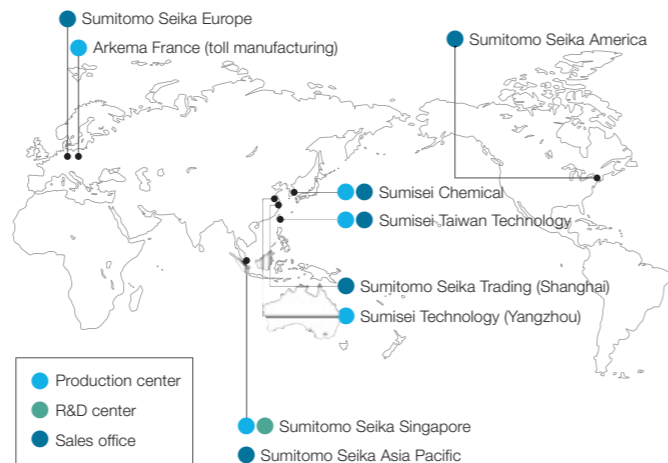 Sumitomo Seika Europe
Arkema France (toll manufacturing)
Sumitomo Seika America
Sumisei Chemical
Sumisei Taiwan Technology
Sumitomo Seika Trading (Shanghai)
Sumisei Technology (Yangzhou)
Production center
R&D center
Sales office
Sumitomo Seika Singapore
Sumitomo Seika Asia Pacific